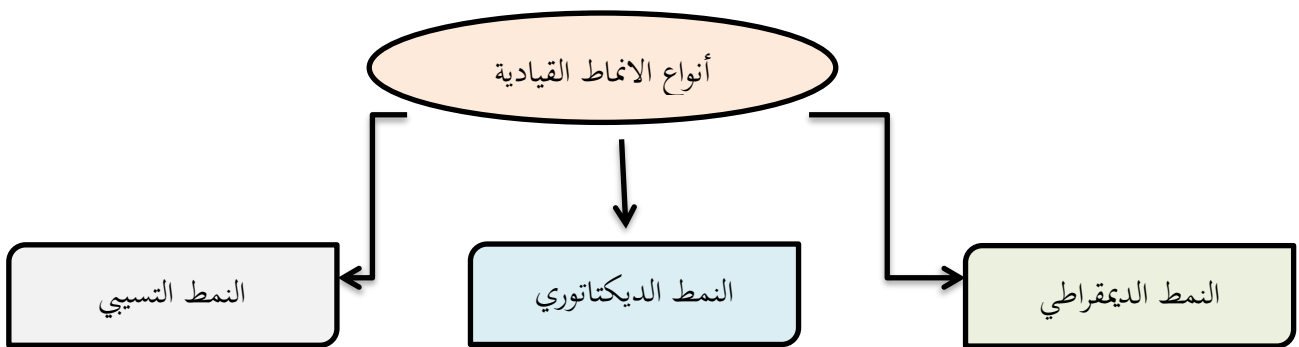 أنواع الانماط القيادية
النمط الديمقراطي
النمط الديكتاتوري
النمط التسيبي